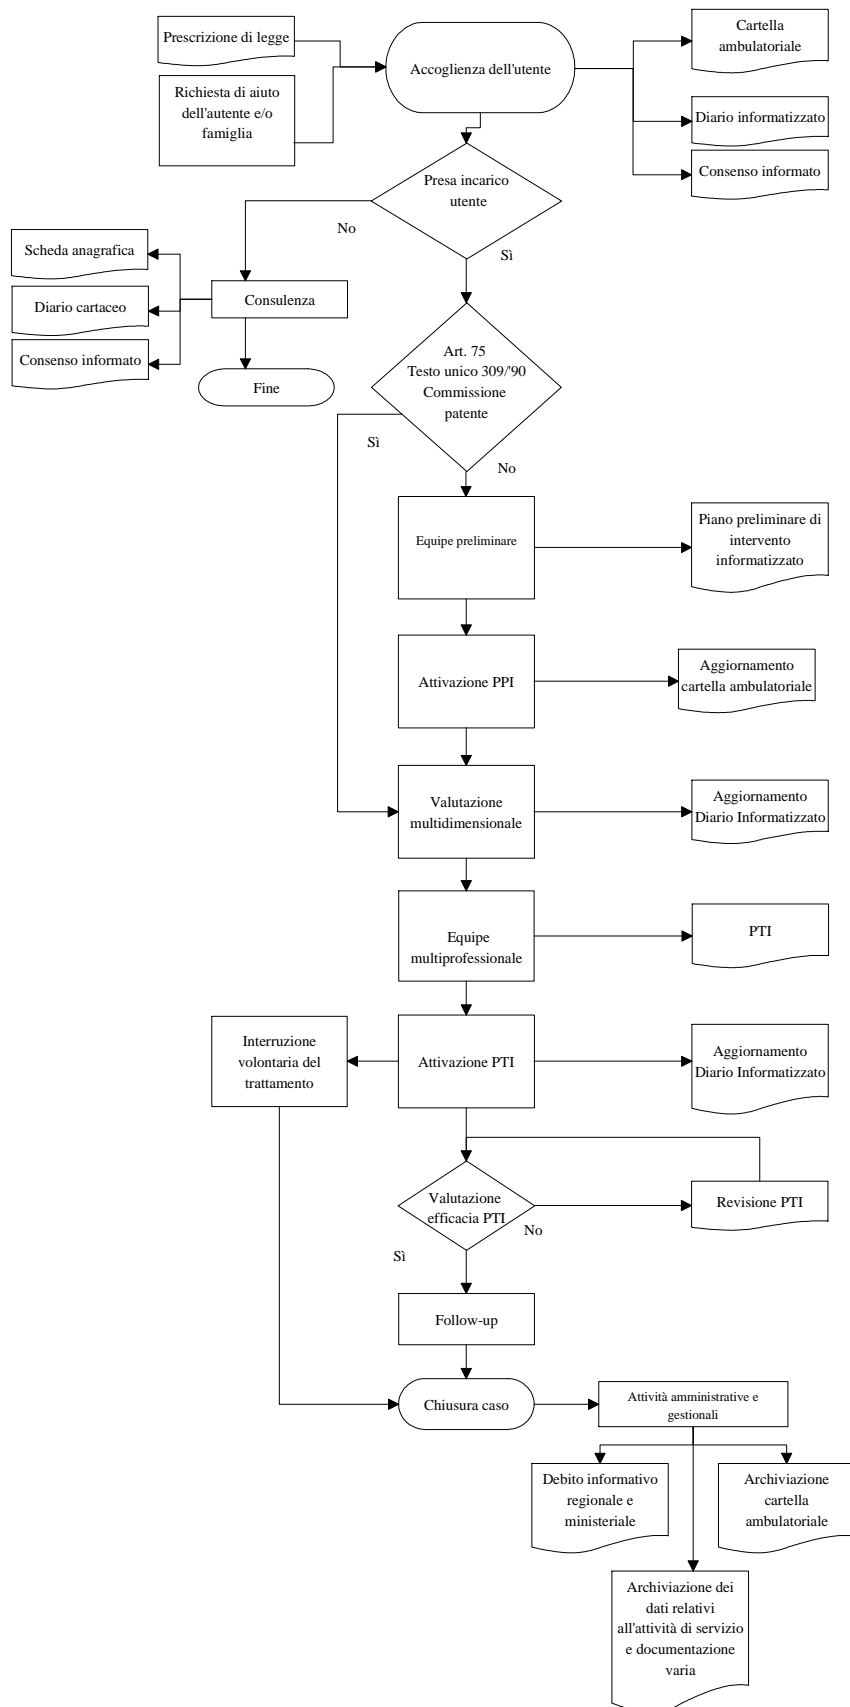 Prescrizione di legge
Richiesta di aiuto
dell'autente e/o
famiglia
Accoglienza dell'utente
Cartella
ambulatoriale
Diario informatizzato
Consenso informato
Presa incarico
utente
No
Sì
Scheda anagrafica
Diario cartaceo
Consenso informato
Consulenza
Fine
Art. 75
Testo unico 309/'90
Commissione
patente
Sì
No
Equipe preliminare
Piano preliminare di
intervento
informatizzato
Attivazione PPI
Aggiornamento
cartella ambulatoriale
Valutazione
multidimensionale
Aggiornamento
Diario Informatizzato
Equipe
multiprofessionale
PTI
Interruzione
volontaria del
trattamento
Attivazione PTI
Aggiornamento
Diario Informatizzato
Valutazione
efficacia PTI
No
Revisione PTI
Sì
Follow-up
Chiusura caso
Attività amministrative e
gestionali
Debito informativo
regionale e
ministeriale
Archiviazione
cartella
ambulatoriale
Archiviazione dei
dati relativi
all'attività di servizio
e documentazione
varia